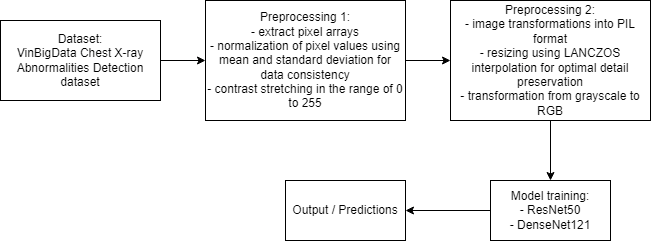 Dataset:
VinBigData Chest X-ray
Abnormalities Detection
dataset
Preprocessing 1:
- extract pixel arrays
- normalization of pixel values using
mean and standard deviation for
data consistency
- contrast stretching in the range of 0
to 255
Preprocessing 2:
- image transformations into PIL
format
- resizing using LANCZOS
interpolation for optimal detail
preservation
- transformation from grayscale to
RGB
Model training:
- ResNet50
- DenseNet121
Output / Predictions